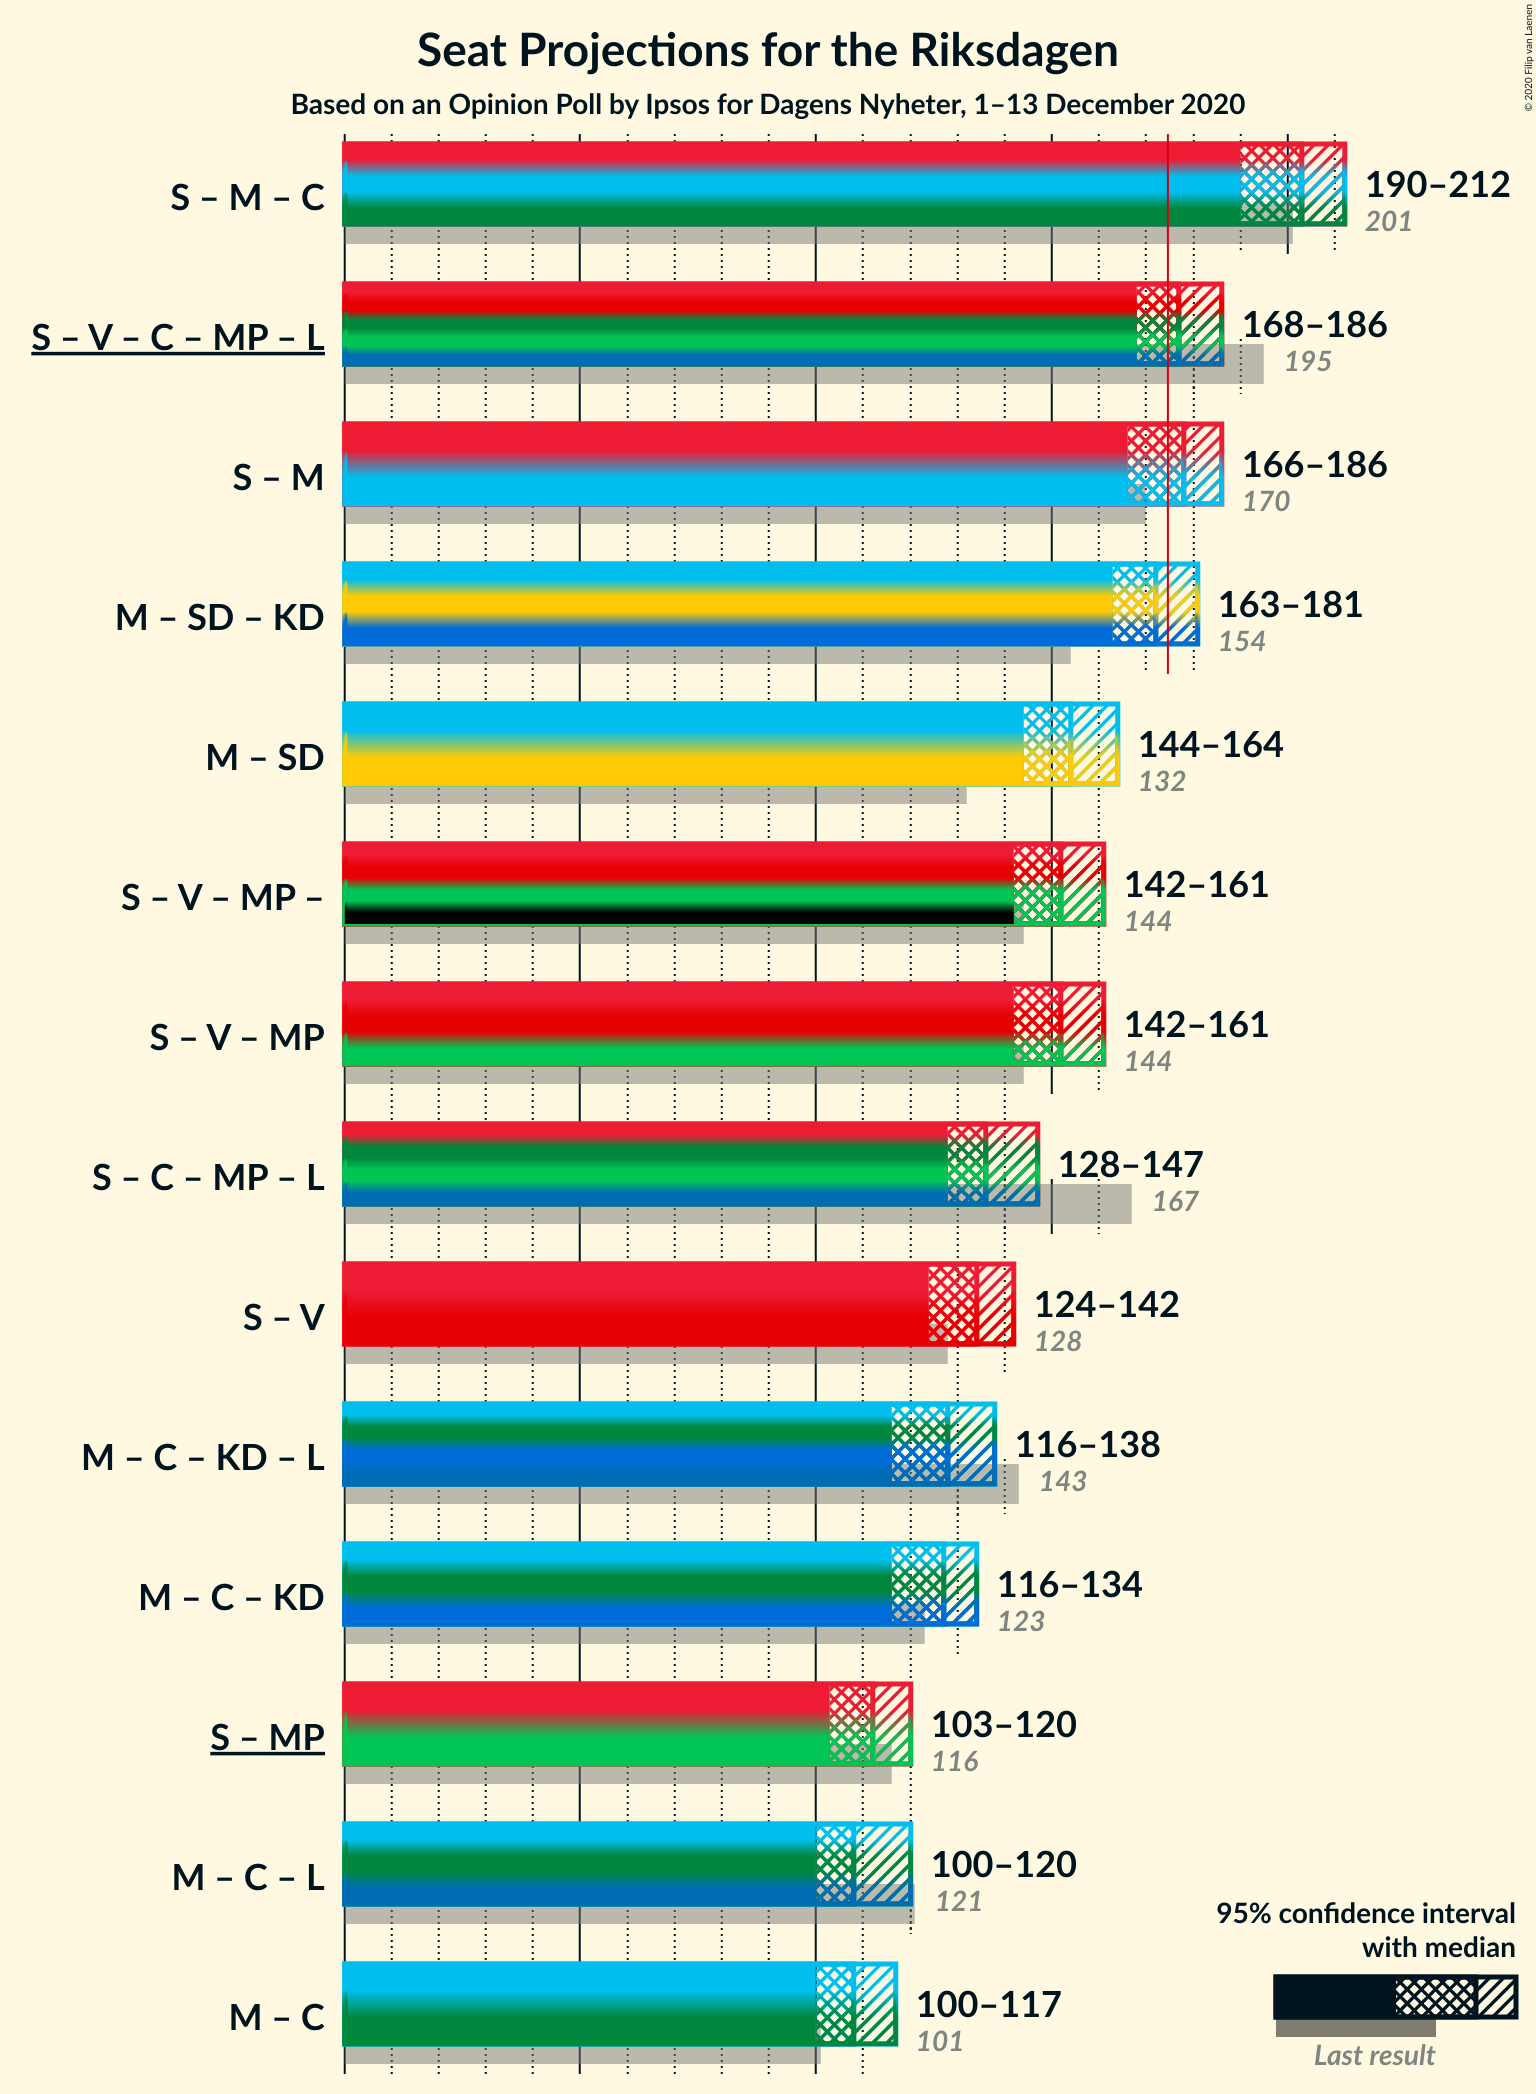 Seat Projections for the Riksdagen
Based on an Opinion Poll by Ipsos for Dagens Nyheter, 1–13 December 2020
© 2020 Filip van Laenen
S – M – C
190–212
201
S – V – C – MP – L
168–186
195
S – M
166–186
170
M – SD – KD
163–181
154
M – SD
144–164
132
S – V – MP –
142–161
144
S – V – MP
142–161
144
S – C – MP – L
128–147
167
S – V
124–142
128
M – C – KD – L
116–138
143
M – C – KD
116–134
123
S – MP
103–120
116
M – C – L
100–120
121
M – C
100–117
101
95% confidence interval
with median
Last result